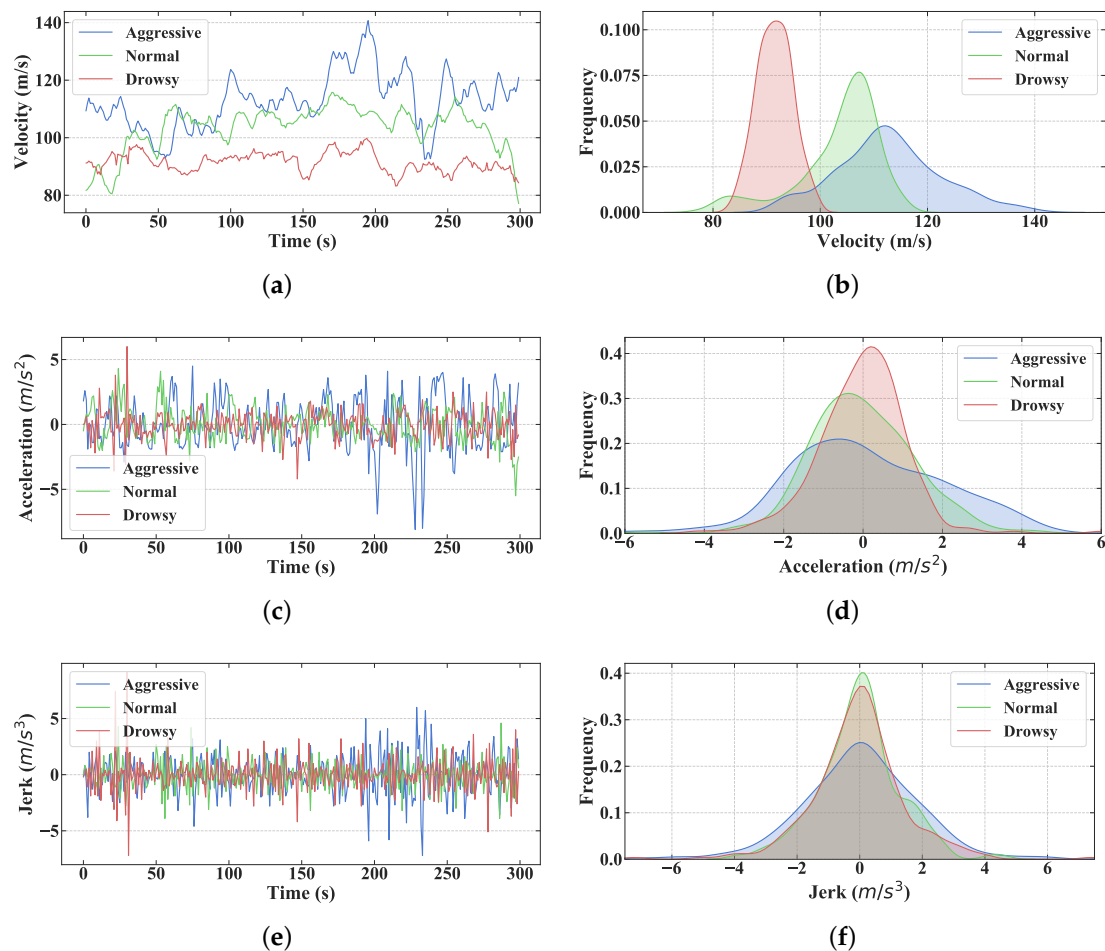 Velocity (m/s)
140
120
100
80
Aggressive
Normal
Drowsy
0 50 100 150 200 250 300
Time (s)
(a)
Frequency
0.100
0.075
0.050
0.025
0.000
Aggressive
Normal
Drowsy
80 100 120 140
Velocity (m/s)
(b)
Acceleration (m/s²)
5
0
−5
Aggressive
Normal
Drowsy
0 50 100 150 200 250 300
Time (s)
(c)
Frequency
0.4
0.3
0.2
0.1
0.0
Aggressive
Normal
Drowsy
−6 −4 −2 0 2 4 6
Acceleration (m/s²)
(d)
Jerk (m/s³)
5
0
−5
Aggressive
Normal
Drowsy
0 50 100 150 200 250 300
Time (s)
(e)
Frequency
0.4
0.3
0.2
0.1
0.0
Aggressive
Normal
Drowsy
−6 −4 −2 0 2 4 6
Jerk (m/s³)
(f)